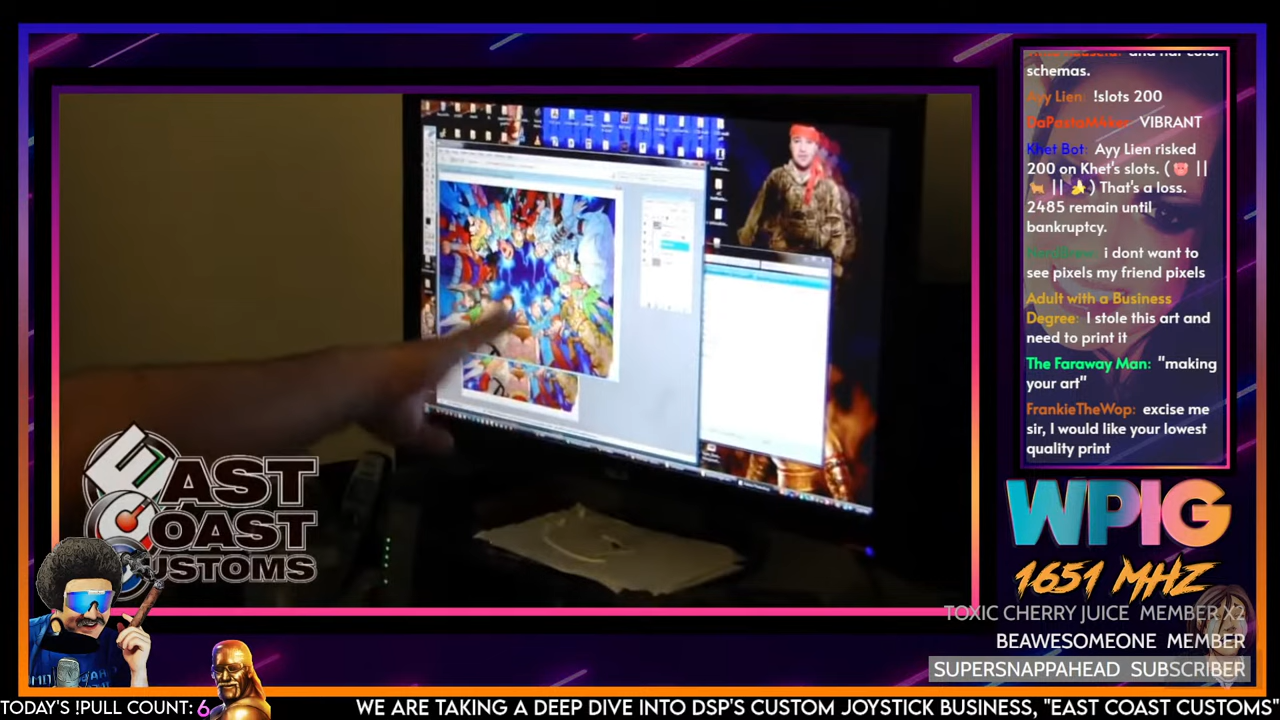 schemas.
Ayy Lien: !slots 200
DaPastaM4ker: VIBRANT
Khet Bot: Ayy Lien risked
200 on Khet's slots. ( ||
|| ) That's a loss.
2485 remain until
bankruptcy.
i dont want to
see pixels my friend pixels
Adult with a Business
Degree: I stole this art and
need to print it
The Faraway Man: "making
your art"
FrankieTheWop: excise me
sir, I would like your lowest
quality print
EAST
COAST
CUSTOMS
WPIG
1651 MHZ
TOXIC CHERRY JUICE MEMBER X2
BEAWESOMEONE MEMBER
SUPERSNAPPAHEAD SUBSCRIBER
TODAY'S !PULL COUNT: 6
WE ARE TAKING A DEEP DIVE INTO DSP'S CUSTOM JOYSTICK BUSINESS, "EAST COAST CUSTOMS"